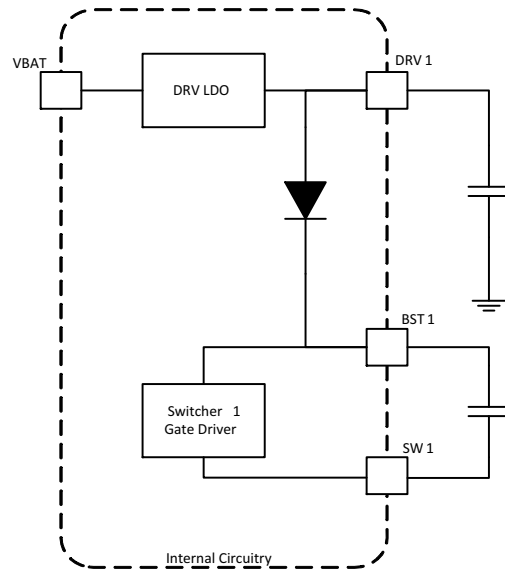 VBAT
DRV LDO
DRV 1
BST 1
Switcher 1
Gate Driver
SW 1
Internal Circuitry